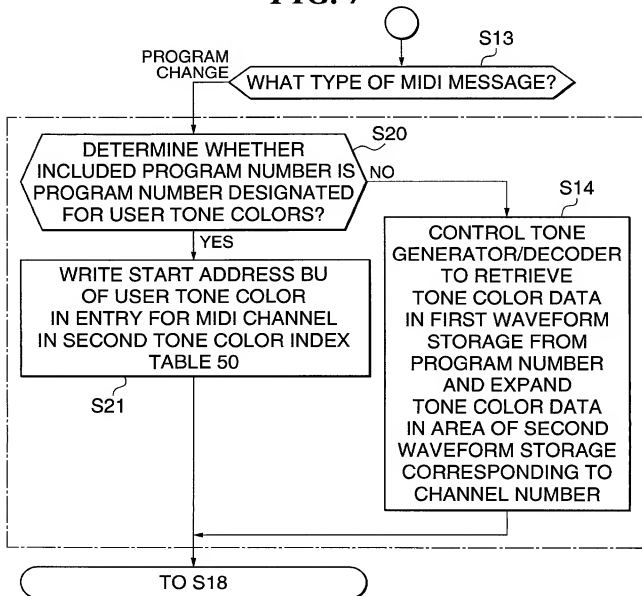 S13
PROGRAM
CHANGE
WHAT TYPE OF MIDI MESSAGE?
S20
DETERMINE WHETHER
INCLUDED PROGRAM NUMBER IS
PROGRAM NUMBER DESIGNATED
FOR USER TONE COLORS?
NO
YES
S14
CONTROL TONE
GENERATOR/DECODER
TO RETRIEVE
TONE COLOR DATA
IN FIRST WAVEFORM
STORAGE FROM
PROGRAM NUMBER
AND EXPAND
TONE COLOR DATA
IN AREA OF SECOND
WAVEFORM STORAGE
CORRESPONDING TO
CHANNEL NUMBER
WRITE START ADDRESS BU
OF USER TONE COLOR
IN ENTRY FOR MIDI CHANNEL
IN SECOND TONE COLOR INDEX
TABLE 50
S21
TO S18